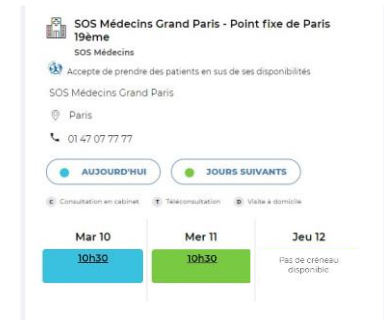 SOS Médecins Grand Paris - Point fixe de Paris
19ème
SOS Médecins
Accepte de prendre des patients en sus de ses disponibilités
SOS Médecins Grand Paris
Paris
01 47 07 77 77
AUJOURD'HUI JOURS SUIVANTS
C Consultation en cabinet T Téléconsultation D Visite à domicile
Mar 10 Mer 11 Jeu 12
10h30 10h30 Pas de créneau
disponible